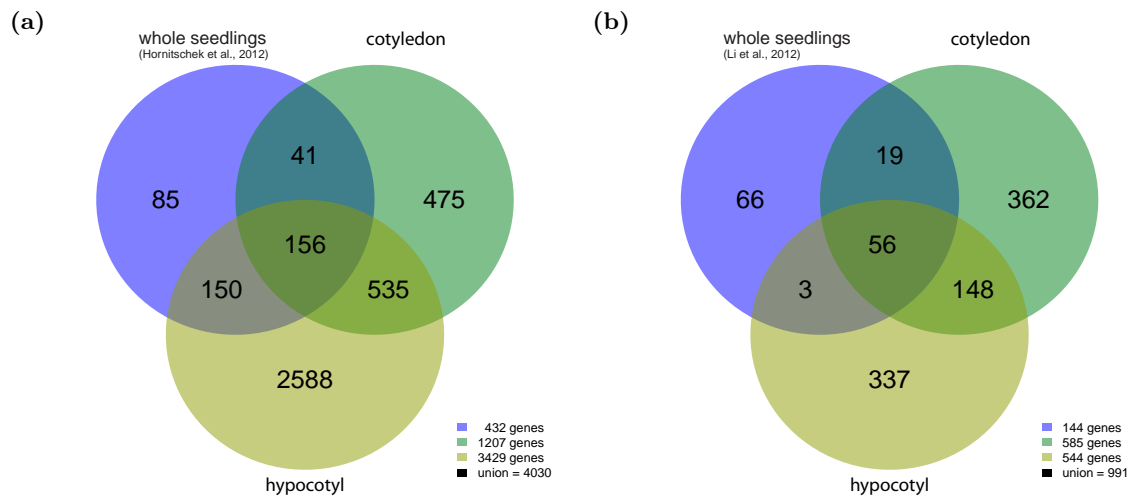 (a)
whole seedlings
(Hornitschek et al., 2012)
cotyledon
41
85
475
156
150
535
2588
432 genes
1207 genes
3429 genes
union = 4030
hypocotyl
(b)
whole seedlings
(Li et al., 2012)
cotyledon
19
66
362
56
3
148
337
144 genes
585 genes
544 genes
union = 991
hypocotyl